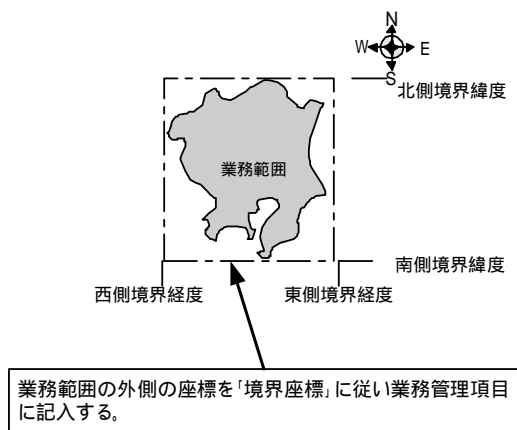 N
W
E
S
北側境界緯度
業務範囲
南側境界緯度
西側境界経度
東側境界経度
業務範囲の外側の座標を｢境界座標｣に従い業務管理項目
に記入する。